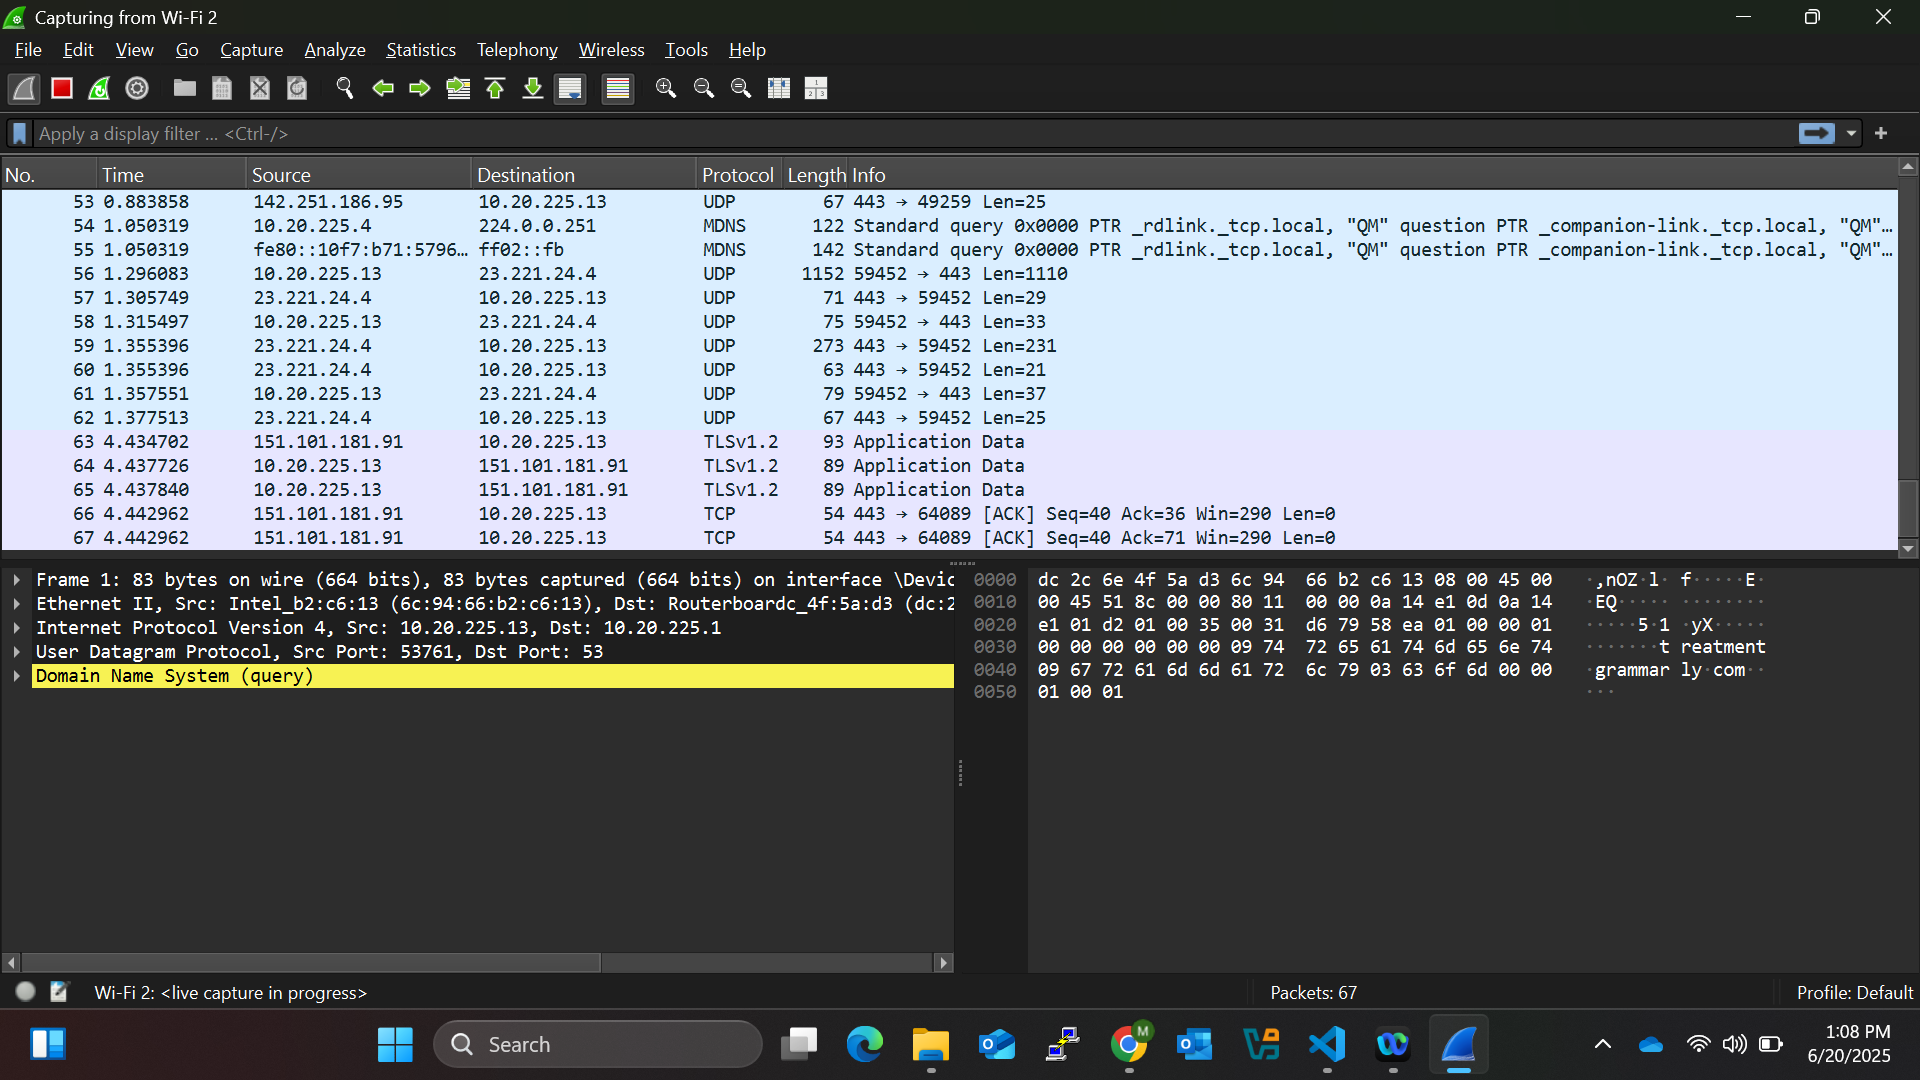 Capturing from Wi-Fi 2
File Edit View Go Capture Analyze Statistics Telephony Wireless Tools Help
Apply a display filter ... <Ctrl-/>
No. Time Source Destination Protocol Length Info
53 0.883858 142.251.186.95 10.20.225.13 UDP 67 443 → 49259 Len=25
54 1.050319 10.20.225.4 224.0.0.251 MDNS 122 Standard query 0x0000 PTR _rdlink._tcp.local, "QM" question PTR _companion-link._tcp.local, "QM"…
55 1.050319 fe80::10f7:b71:5796… ff02::fb MDNS 142 Standard query 0x0000 PTR _rdlink._tcp.local, "QM" question PTR _companion-link._tcp.local, "QM"…
56 1.296083 10.20.225.13 23.221.24.4 UDP 1152 59452 → 443 Len=1110
57 1.305749 23.221.24.4 10.20.225.13 UDP 71 443 → 59452 Len=29
58 1.315497 10.20.225.13 23.221.24.4 UDP 75 59452 → 443 Len=33
59 1.355396 23.221.24.4 10.20.225.13 UDP 273 443 → 59452 Len=231
60 1.355396 23.221.24.4 10.20.225.13 UDP 63 443 → 59452 Len=21
61 1.357551 10.20.225.13 23.221.24.4 UDP 79 59452 → 443 Len=37
62 1.377513 23.221.24.4 10.20.225.13 UDP 67 443 → 59452 Len=25
63 4.434702 151.101.181.91 10.20.225.13 TLSv1.2 93 Application Data
64 4.437726 10.20.225.13 151.101.181.91 TLSv1.2 89 Application Data
65 4.437840 10.20.225.13 151.101.181.91 TLSv1.2 89 Application Data
66 4.442962 151.101.181.91 10.20.225.13 TCP 54 443 → 64089 [ACK] Seq=40 Ack=36 Win=290 Len=0
67 4.442962 151.101.181.91 10.20.225.13 TCP 54 443 → 64089 [ACK] Seq=40 Ack=71 Win=290 Len=0
Frame 1: 83 bytes on wire (664 bits), 83 bytes captured (664 bits) on interface \Devic
Ethernet II, Src: Intel_b2:c6:13 (6c:94:66:b2:c6:13), Dst: Routerboardc_4f:5a:d3 (dc:2
Internet Protocol Version 4, Src: 10.20.225.13, Dst: 10.20.225.1
User Datagram Protocol, Src Port: 53761, Dst Port: 53
Domain Name System (query)
0000 dc 2c 6e 4f 5a d3 6c 94 66 b2 c6 13 08 00 45 00 ·,nOZ·l· f·····E·
0010 00 45 51 8c 00 00 80 11 00 00 0a 14 e1 0d 0a 14 ·EQ····· ········
0020 e1 01 d2 01 00 35 00 31 d6 79 58 ea 01 00 00 01 ·····5·1 ·yX·····
0030 00 00 00 00 00 00 09 74 72 65 61 74 6d 65 6e 74 ·······t reatment
0040 09 67 72 61 6d 6d 61 72 6c 79 03 63 6f 6d 00 00 ·grammar ly·com··
0050 01 00 01 ···
Wi-Fi 2: <live capture in progress> Packets: 67 Profile: Default
Search
M
1:08 PM
6/20/2025